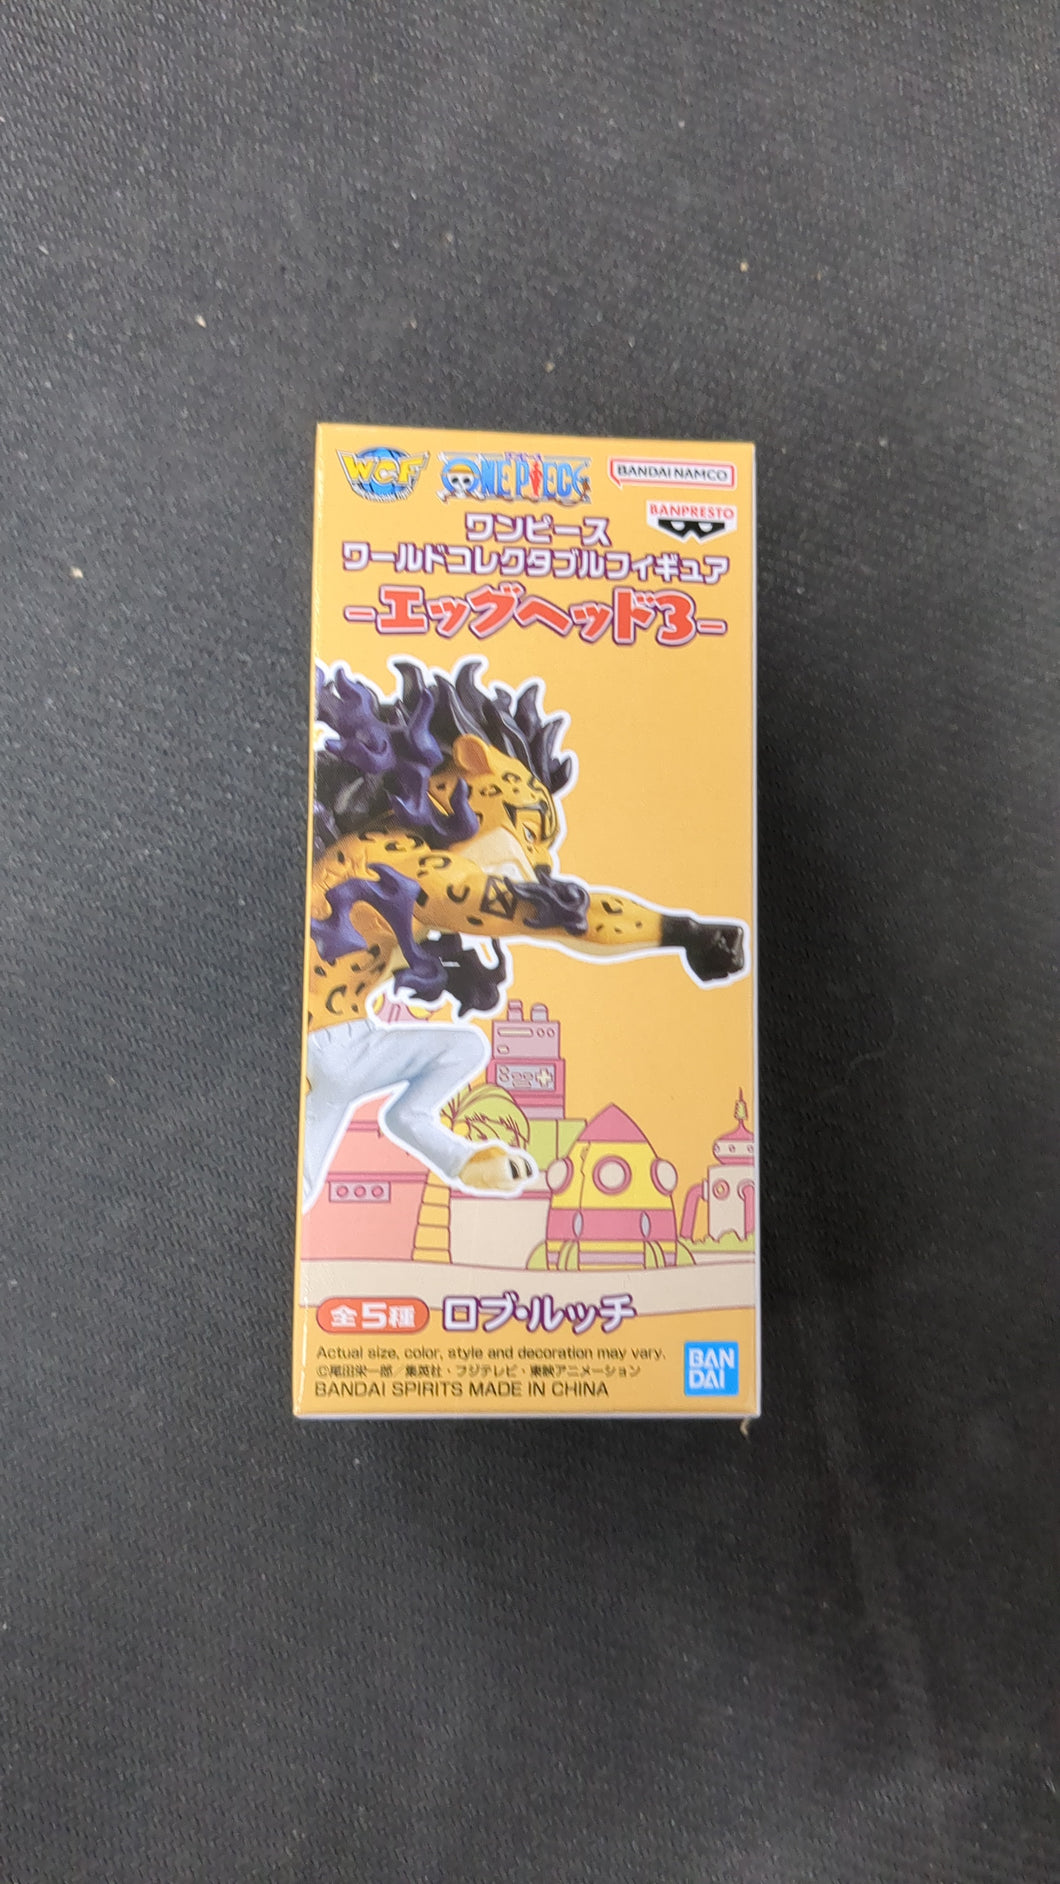 WCF
ONE PIECE
BANDAI NAMCO
BANPRESTO
ワンピース
ワールドコレクタブルフィギュア
-エッグヘッド3-
全5種 ロブ・ルッチ
Actual size, color, style and decoration may vary.
©尾田栄一郎／集英社・フジテレビ・東映アニメーション
BANDAI SPIRITS MADE IN CHINA
BAN
DAI